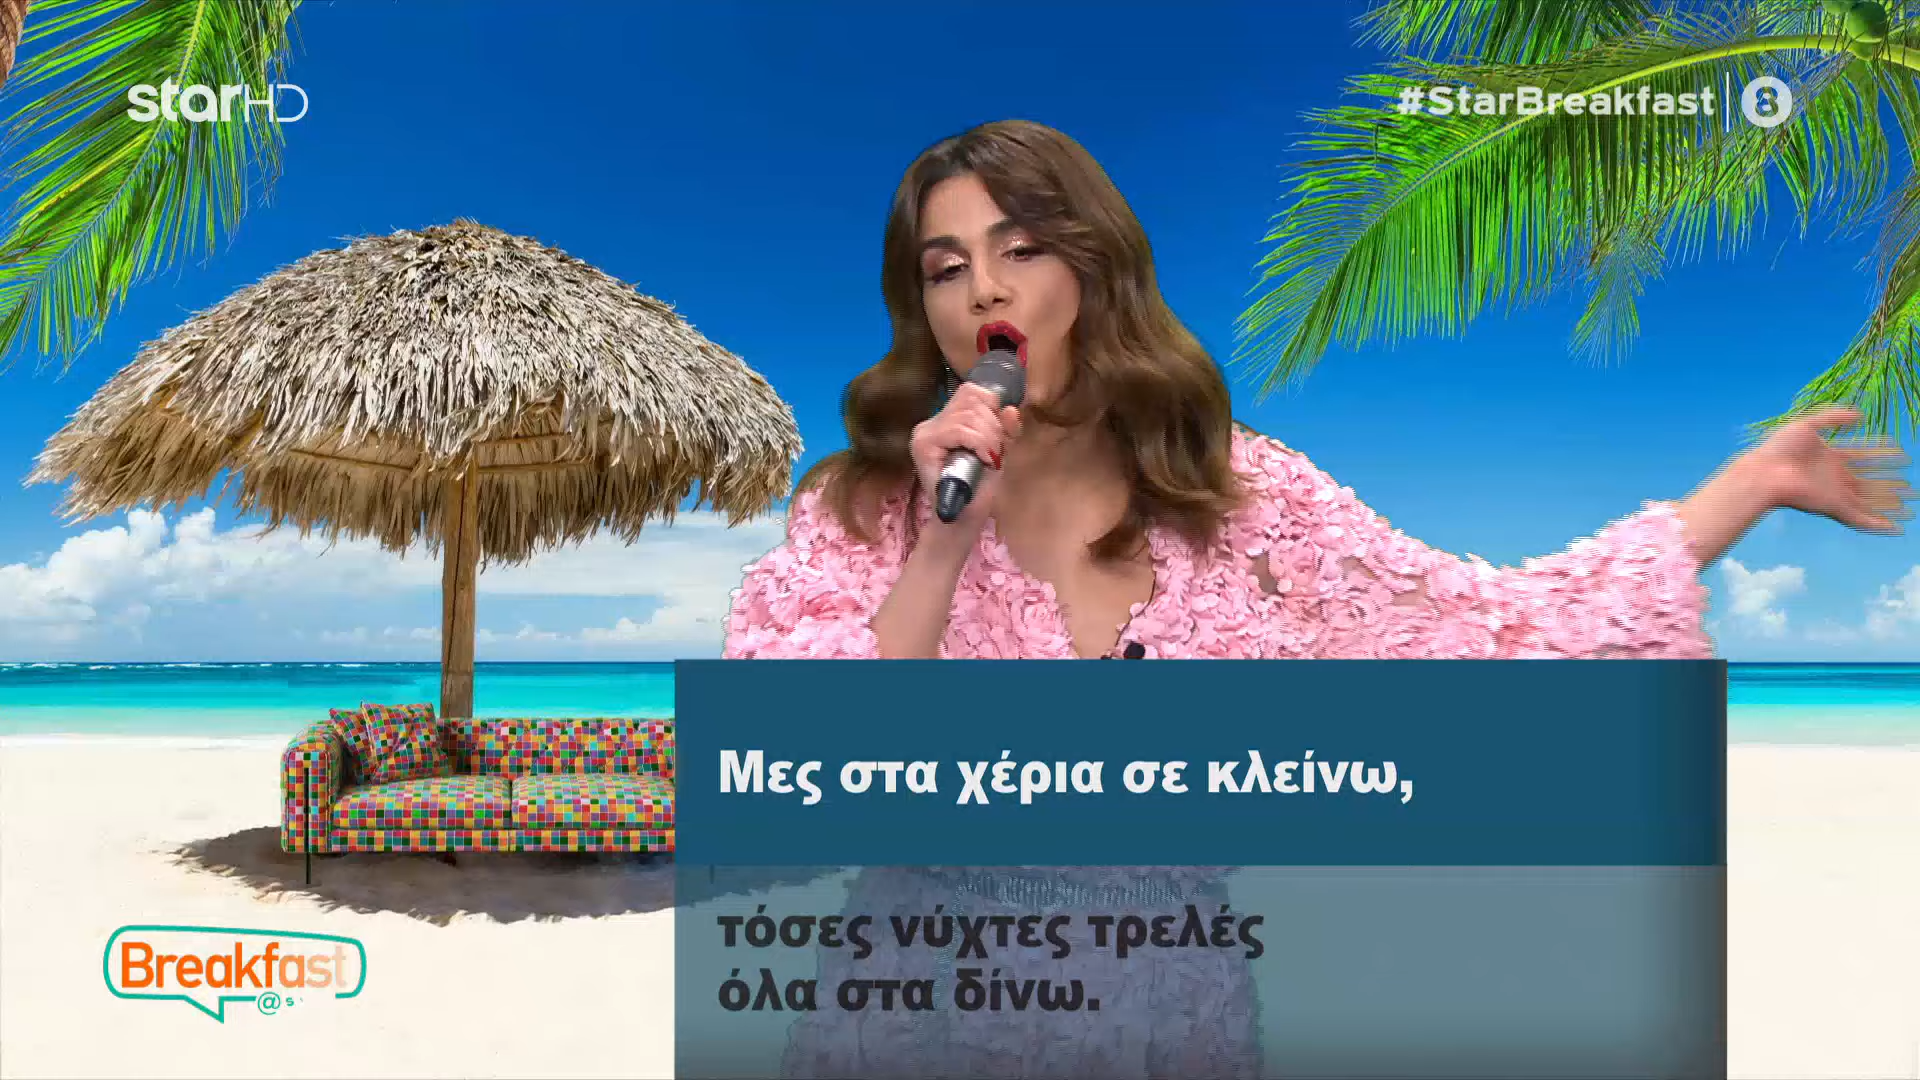 starHD
#StarBreakfast
8
Μες στα χέρια σε κλείνω,
τόσες νύχτες τρελές
όλα στα δίνω.
Breakfast
@s